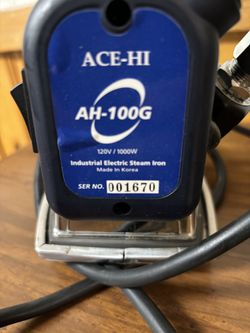 ACE-HI
AH-100G
120V / 1000W
Industrial Electric Steam Iron
Made In Korea
SER NO. 001670